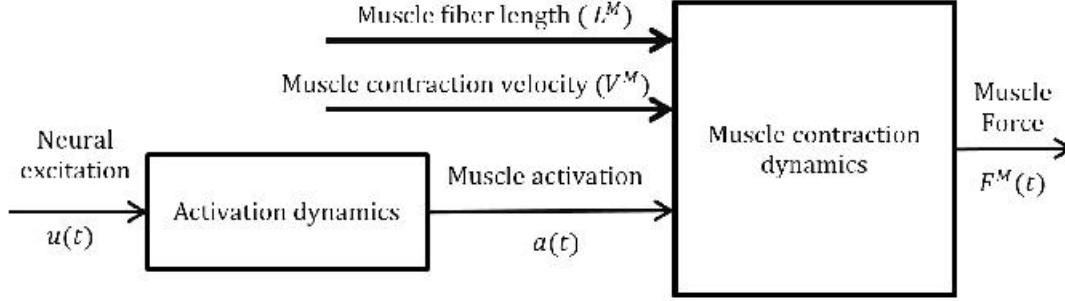 Muscle fiber length ( L^M)
Muscle contraction velocity (V^M)
Neural
excitation
u(t)
Activation dynamics
Muscle activation
a(t)
Muscle contraction
dynamics
Muscle
Force
F^M(t)